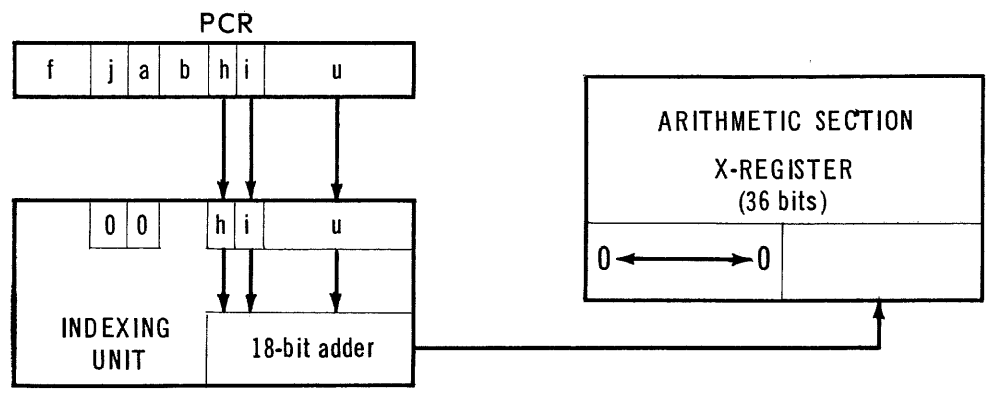 PCR
f j a b h i u
ARITHMETIC SECTION
X-REGISTER
(36 bits)
0 0 h i u
0 0
INDEXING
UNIT
18-bit adder